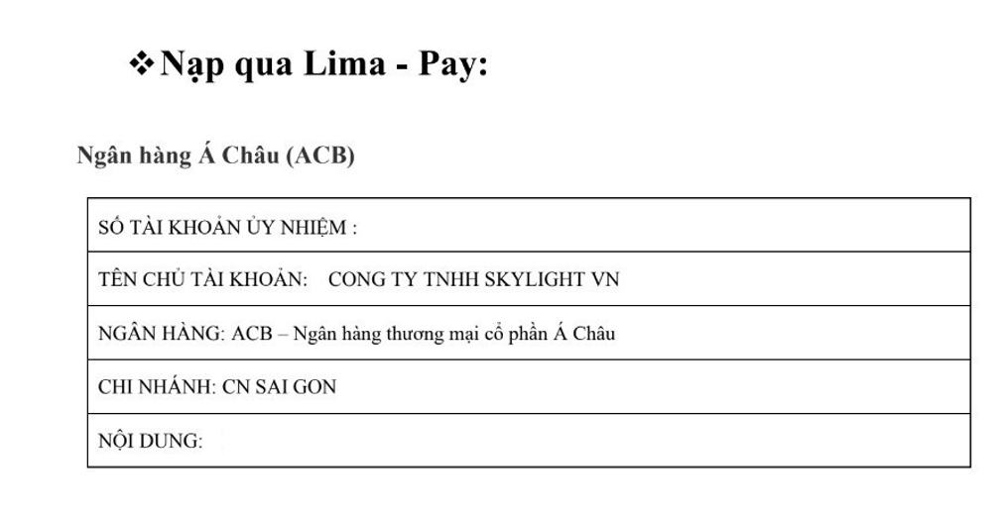 ❖Nạp qua Lima - Pay:
Ngân hàng Á Châu (ACB)
SỐ TÀI KHOẢN ỦY NHIỆM :
TÊN CHỦ TÀI KHOẢN: CONG TY TNHH SKYLIGHT VN
NGÂN HÀNG: ACB – Ngân hàng thương mại cổ phần Á Châu
CHI NHÁNH: CN SAI GON
NỘI DUNG: